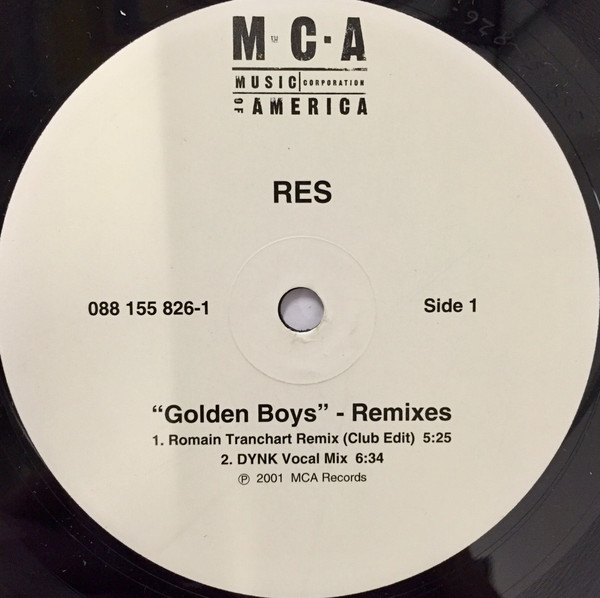 M·C·A
MUSIC CORPORATION
OF AMERICA
RES
088 155 826-1
Side 1
“Golden Boys” - Remixes
1. Romain Tranchart Remix (Club Edit) 5:25
2. DYNK Vocal Mix 6:34
℗ 2001 MCA Records